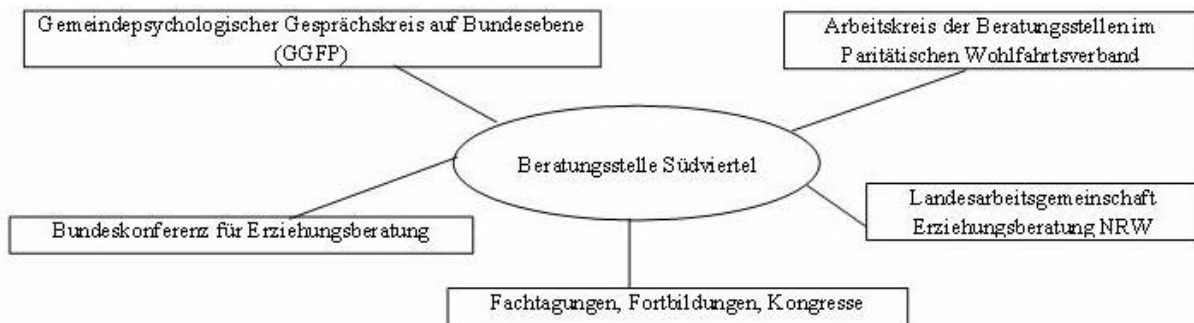 Gemeindepsychologischer Gesprächskreis auf Bundesebene
(GGFP)
Arbeitskreis der Beratungsstellen im
Paritätischen Wohlfahrtsverband
Beratungsstelle Südviertel
Landesarbeitsgemeinschaft
Erziehungsberatung NRW
Bundeskonferenz für Erziehungsberatung
Fachtagungen, Fortbildungen, Kongresse